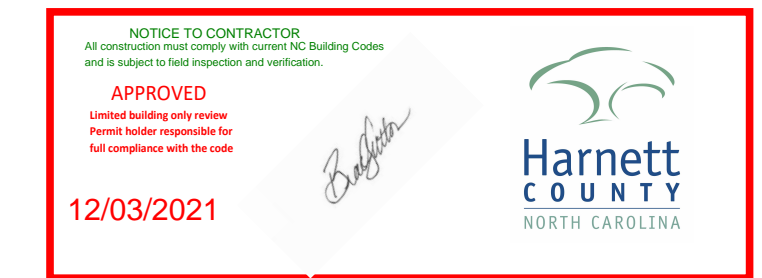 NOTICE TO CONTRACTOR
All construction must comply with current NC Building Codes
and is subject to field inspection and verification.
APPROVED
Limited building only review
Permit holder responsible for
full compliance with the code
12/03/2021
Harnett
COUNTY
NORTH CAROLINA